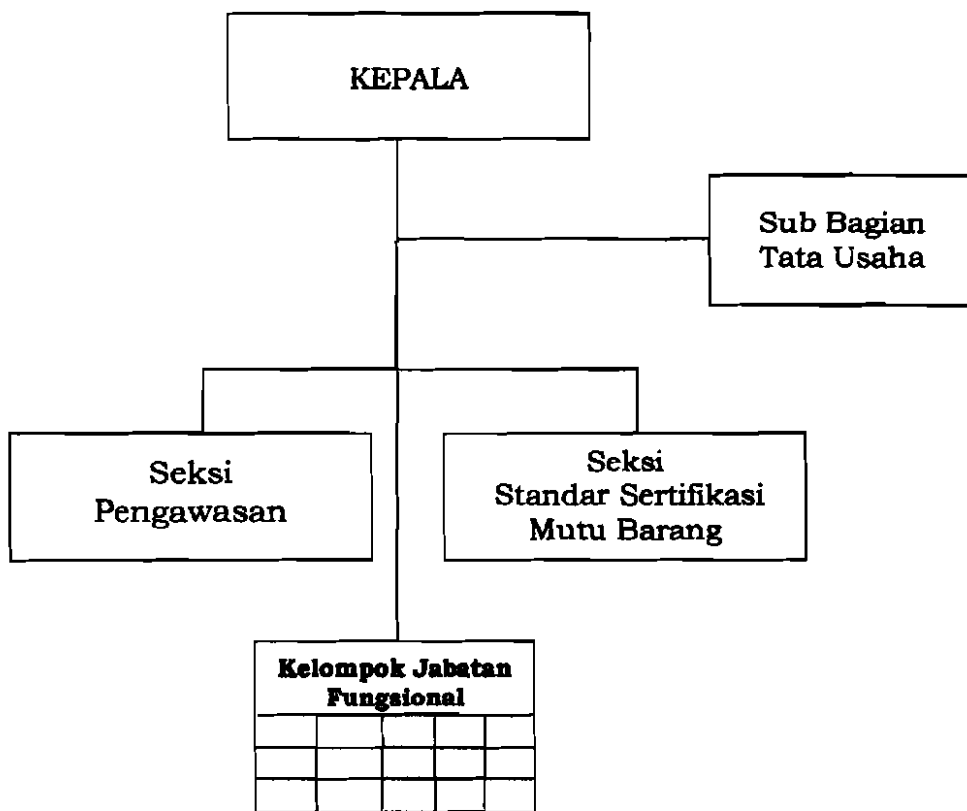 KEPALA
Sub Bagian
Tata Usaha
Seksi
Pengawasan
Seksi
Standar Sertifikasi
Mutu Barang
Kelompok Jabatan
Fungsional